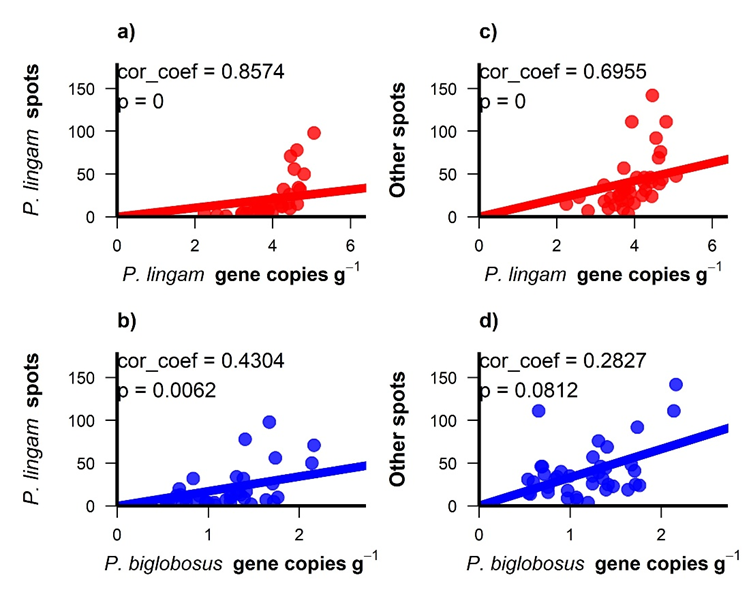 a)
cor_coef = 0.8574
p = 0
P. lingam spots
150
100
50
0
0 2 4 6
P. lingam gene copies g⁻¹
c)
cor_coef = 0.6955
p = 0
Other spots
150
100
50
0
0 2 4 6
P. lingam gene copies g⁻¹
b)
cor_coef = 0.4304
p = 0.0062
P. lingam spots
150
100
50
0
0 1 2
P. biglobosus gene copies g⁻¹
d)
cor_coef = 0.2827
p = 0.0812
Other spots
150
100
50
0
0 1 2
P. biglobosus gene copies g⁻¹